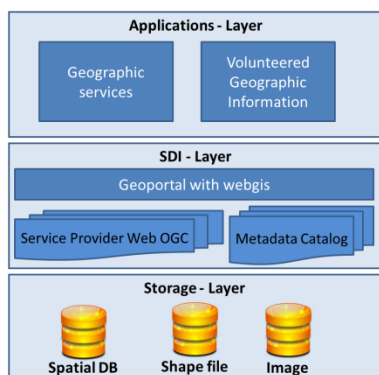 Applications - Layer
Geographic
services
Volunteered
Geographic
Information
SDI - Layer
Geoportal with webgis
Service Provider Web OGC
Metadata Catalog
Storage - Layer
Spatial DB
Shape file
Image